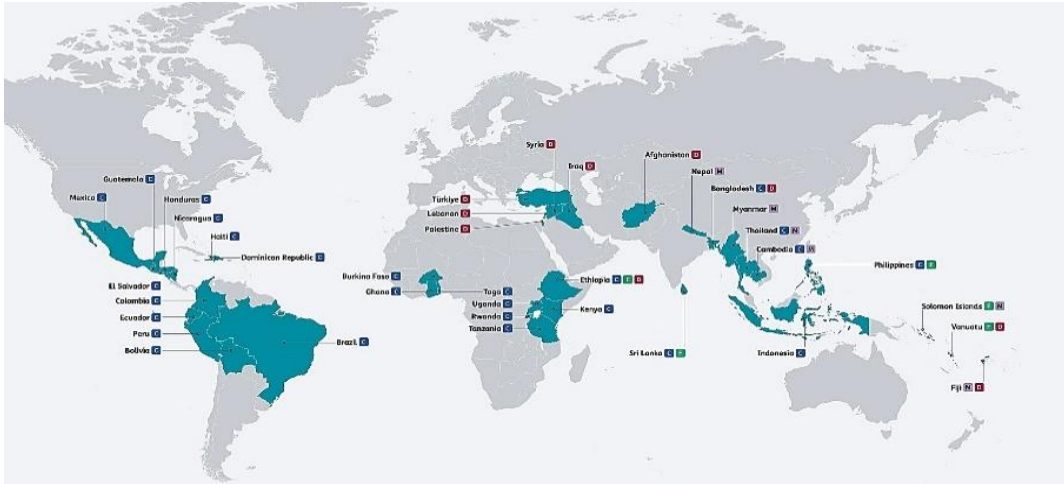 Syria D
Afghanistan D
Iraq D
Nepal
Guatemala C
Bangladesh C D
Mexico C
Honduras C
Türkiye D
Myanmar
Nicaragua C
Lebanon D
Palestine D
Thailand C
Haiti C
Cambodia C
Dominican Republic C
Philippines C
Burkina Faso C
Ethiopia C D
El Salvador C
Ghana C
Togo C
Colombia C
Uganda C
Kenya C
Solomon Islands
Ecuador C
Rwanda C
Tanzania C
Vanuatu D
Peru C
Brazil C
Bolivia C
Sri Lanka C
Indonesia C
Fiji D